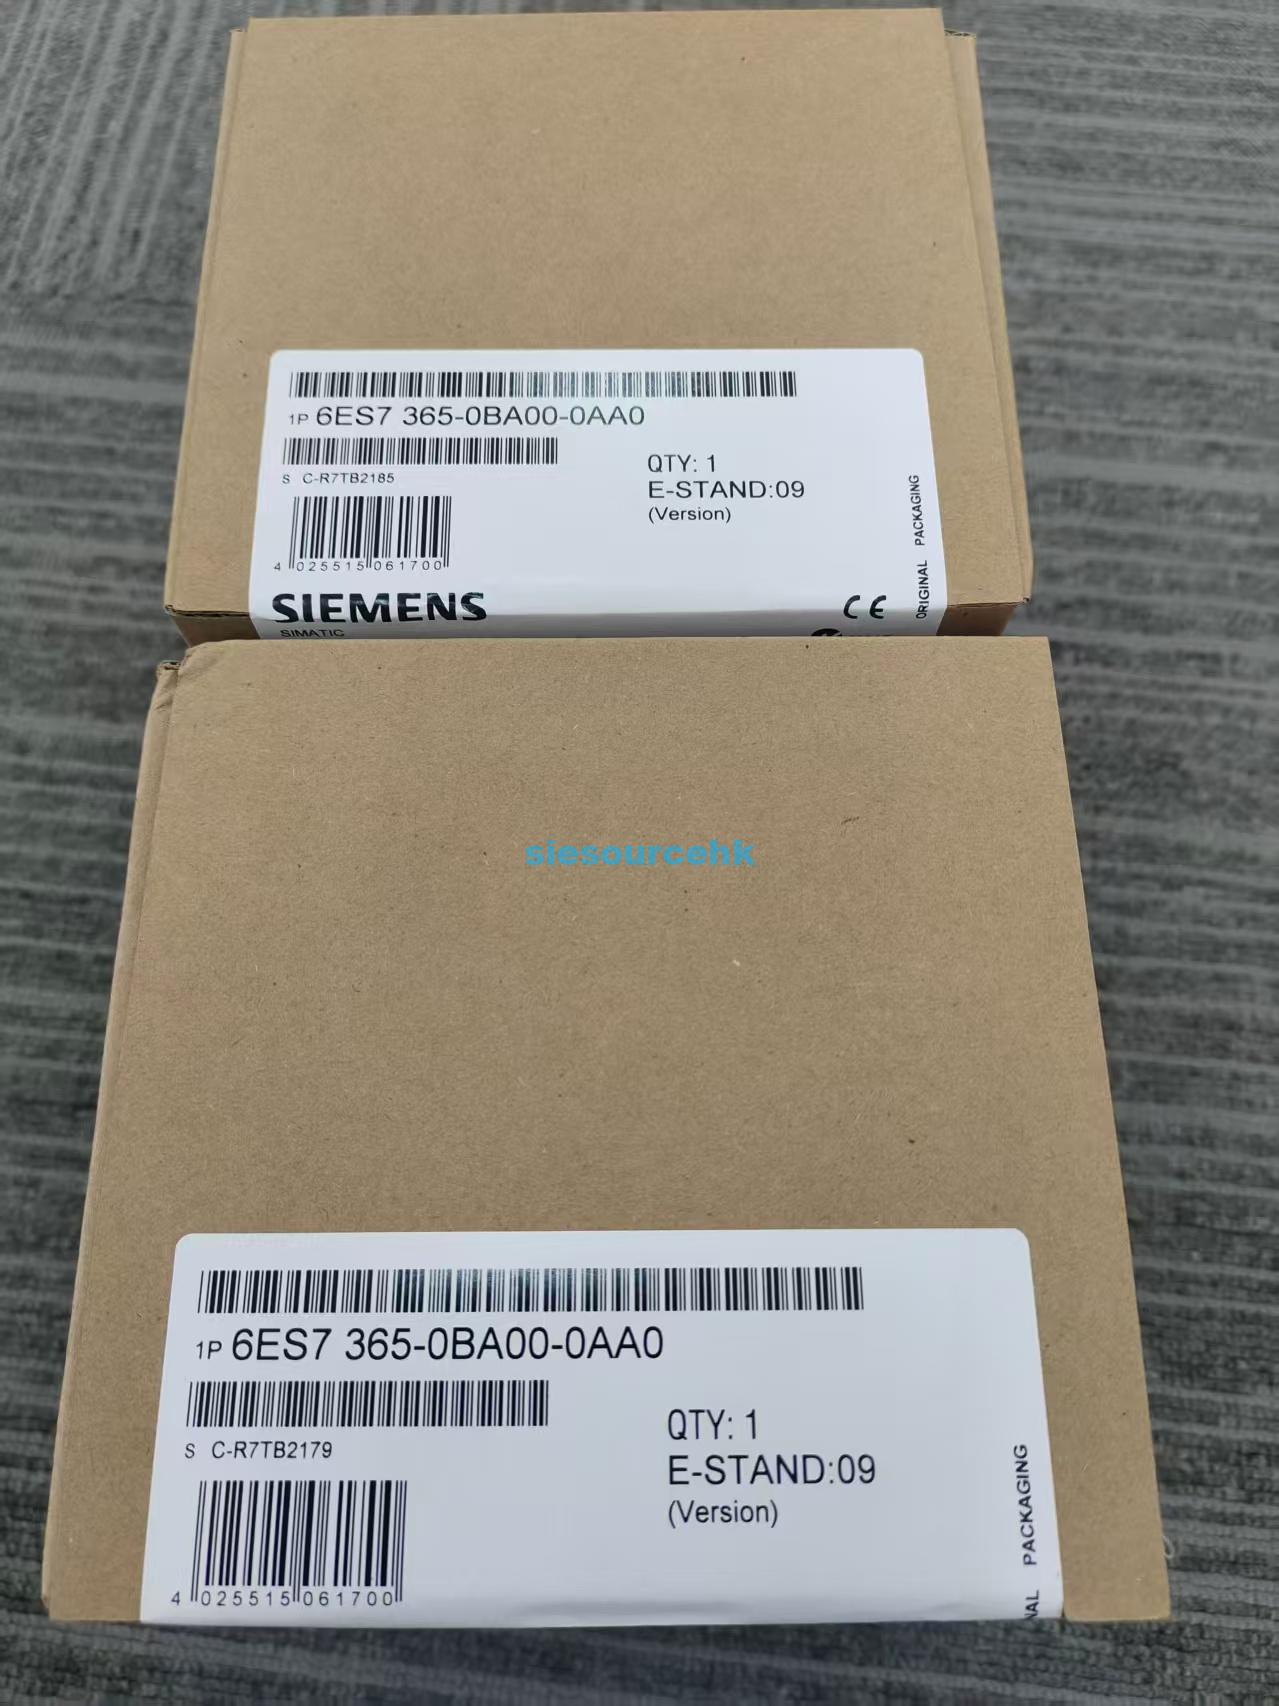 1P 6ES7 365-0BA00-0AA0
S C-R7TB2185
QTY: 1
E-STAND:09
(Version)
4 025515 061700
ORIGINAL PACKAGING
SIEMENS
CE
SIMATIC
siesourcehk
1P 6ES7 365-0BA00-0AA0
S C-R7TB2179
QTY: 1
E-STAND:09
(Version)
4 025515 061700
PACKAGING